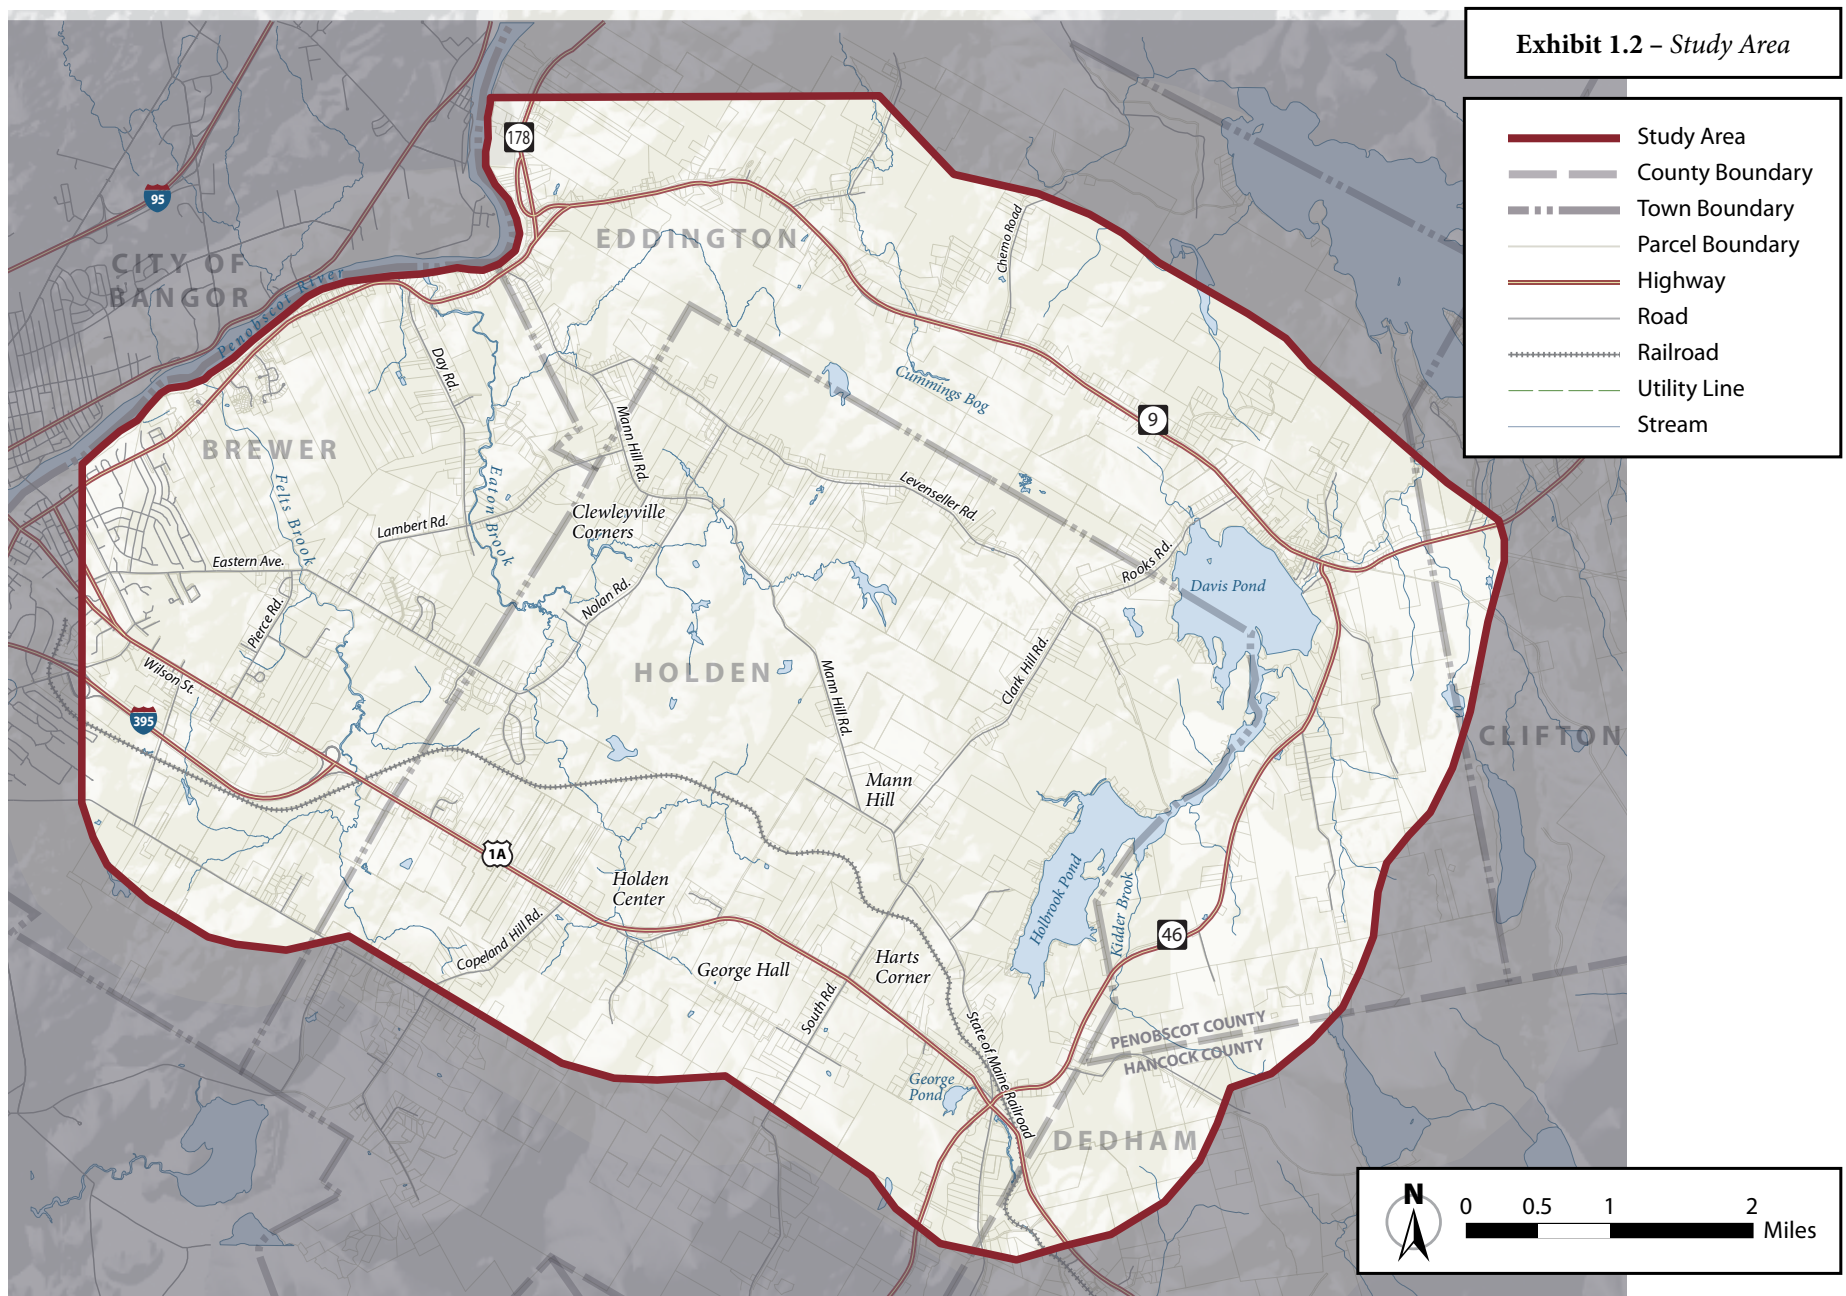 Exhibit 1.2 – Study Area
Study Area
County Boundary
Town Boundary
Parcel Boundary
Highway
Road
Railroad
Utility Line
Stream
178
95
EDDINGTON
CITY OF
BANGOR
Penobscot River
Chemo Road
Day Rd.
Cummings Bog
9
BREWER
Mann Hill Rd.
Felts Brook
Eaton Brook
Levenseller Rd.
Clewleyville
Corners
Lambert Rd.
Eastern Ave.
Rooks Rd.
Davis Pond
Nolan Rd.
Pierce Rd.
HOLDEN
Wilson St.
Mann Hill Rd.
Clark Hill Rd.
395
CLIFTON
Mann
Hill
1A
Holden
Center
Holbrook Pond
Kidder Brook
Copeland Hill Rd.
46
George Hall
Harts
Corner
South Rd.
State of Maine Railroad
PENOBSCOT COUNTY
HANCOCK COUNTY
George
Pond
DEDHAM
N
0 0.5 1 2
Miles